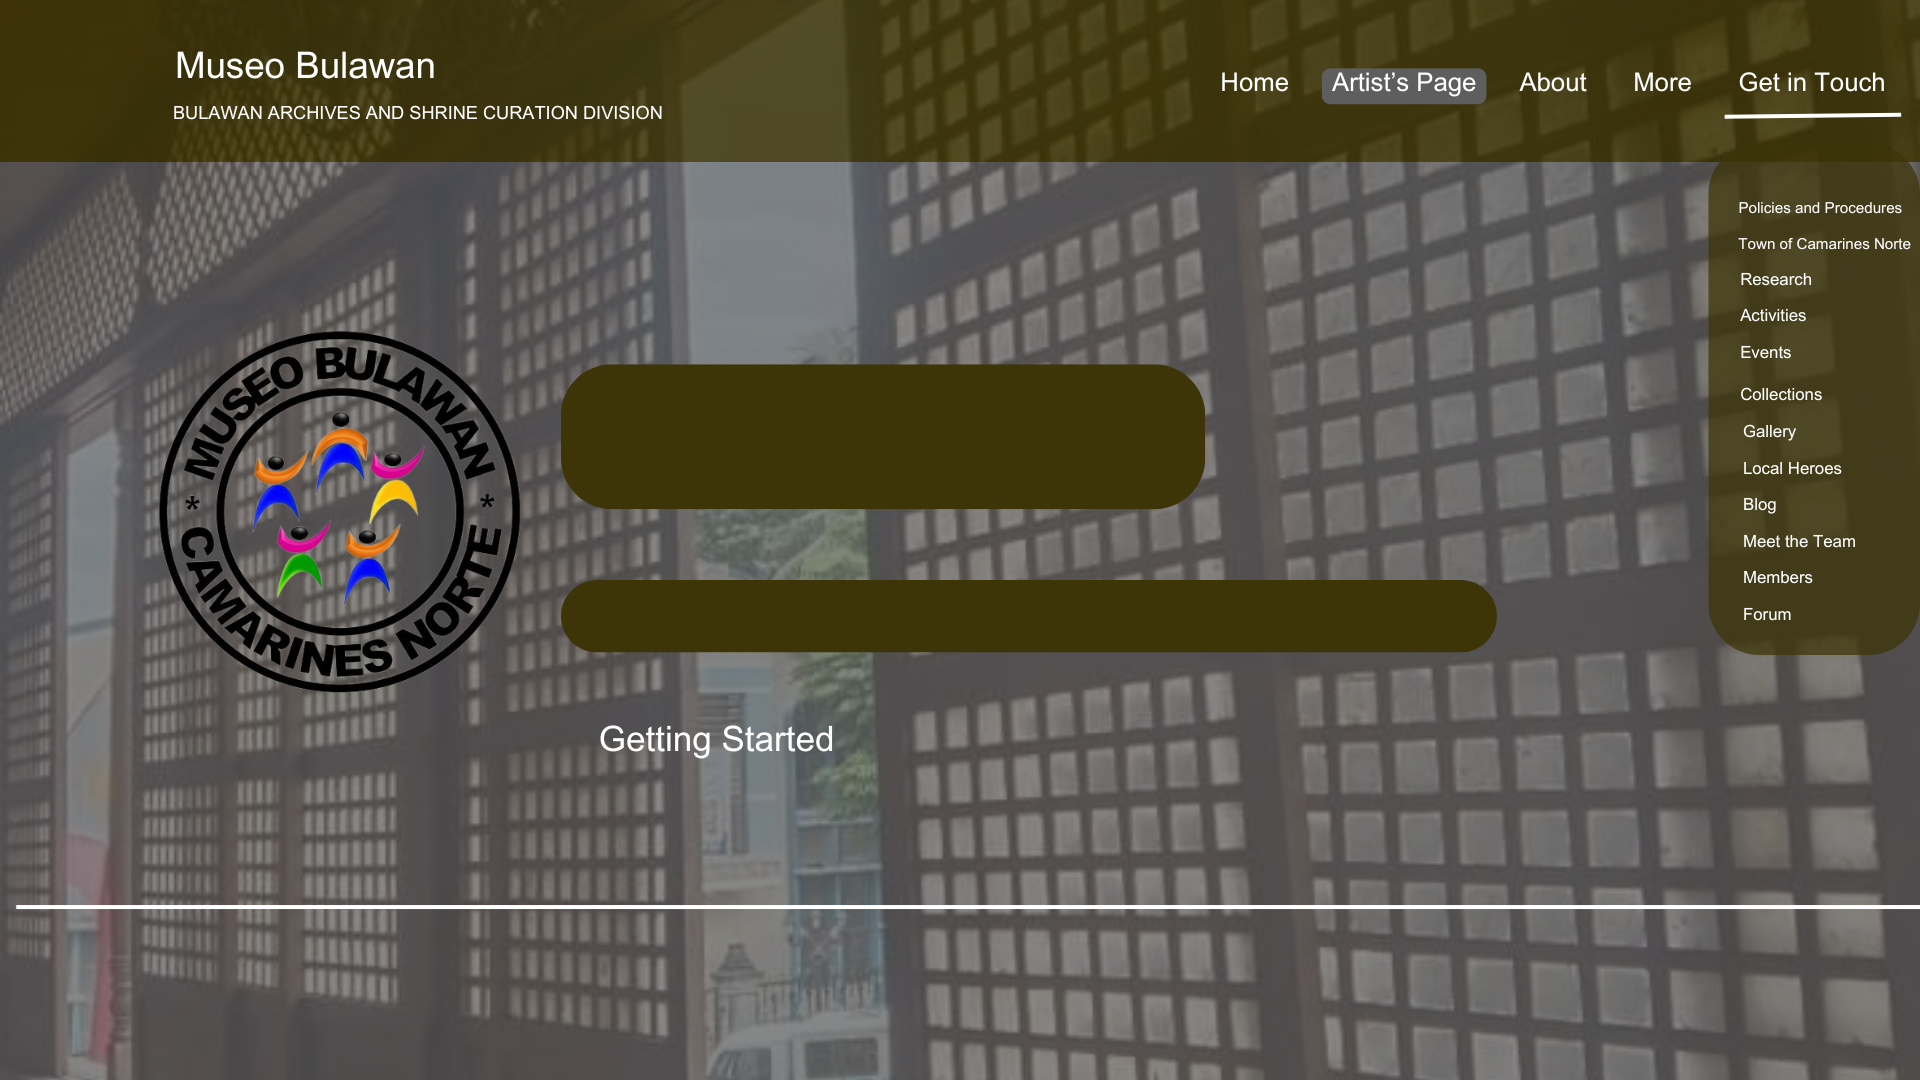 Museo Bulawan
BULAWAN ARCHIVES AND SHRINE CURATION DIVISION
Home
Artist’s Page
About
More
Get in Touch
Policies and Procedures
Town of Camarines Norte
Research
Activities
Events
Collections
Gallery
Local Heroes
Blog
Meet the Team
Members
Forum
* MUSEO BULAWAN *
CAMARINES NORTE
Getting Started